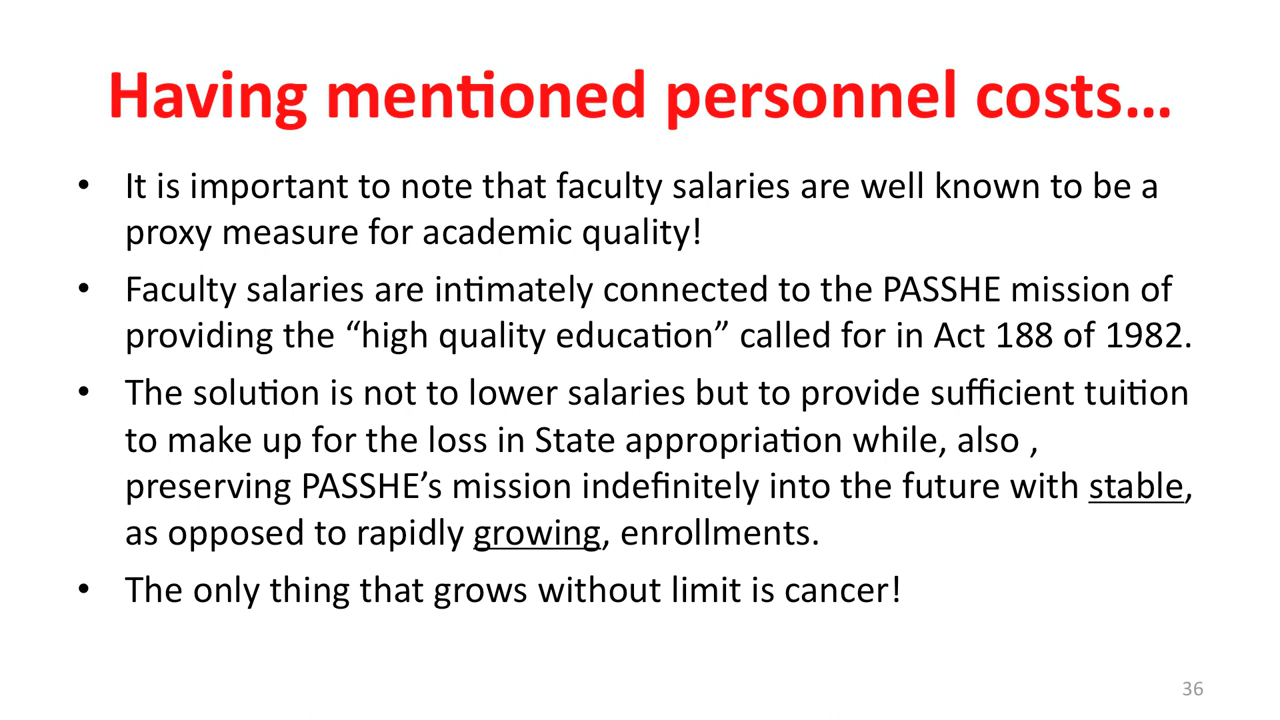 Having mentioned personnel costs…
• It is important to note that faculty salaries are well known to be a
proxy measure for academic quality!
• Faculty salaries are intimately connected to the PASSHE mission of
providing the “high quality education” called for in Act 188 of 1982.
• The solution is not to lower salaries but to provide sufficient tuition
to make up for the loss in State appropriation while, also ,
preserving PASSHE’s mission indefinitely into the future with stable,
as opposed to rapidly growing, enrollments.
• The only thing that grows without limit is cancer!
36